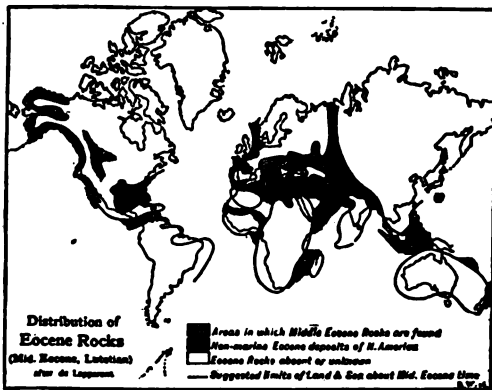 Distribution of
Eocene Rocks
(Mid. Eocene, Lutetian)
after de Lapparent
Areas in which Middle Eocene Rocks are found
Non-marine Eocene deposits of N. America
Eocene Rocks absent or unknown
Suggested limits of Land & Sea about Mid. Eocene time